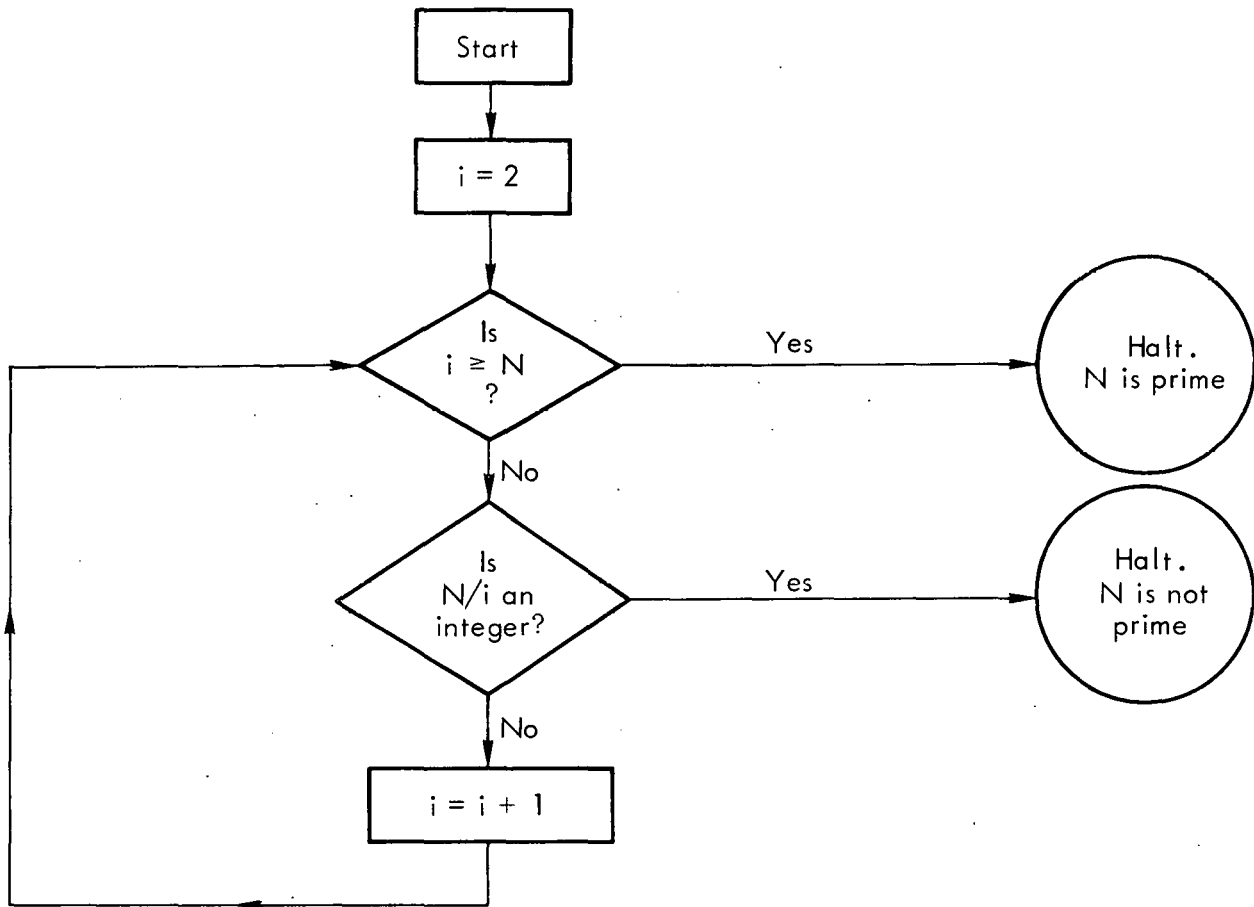 Start
i = 2
Is
i ≥ N
?
Yes
Halt.
N is prime
No
Is
N/i an
integer?
Yes
Halt.
N is not
prime
No
i = i + 1